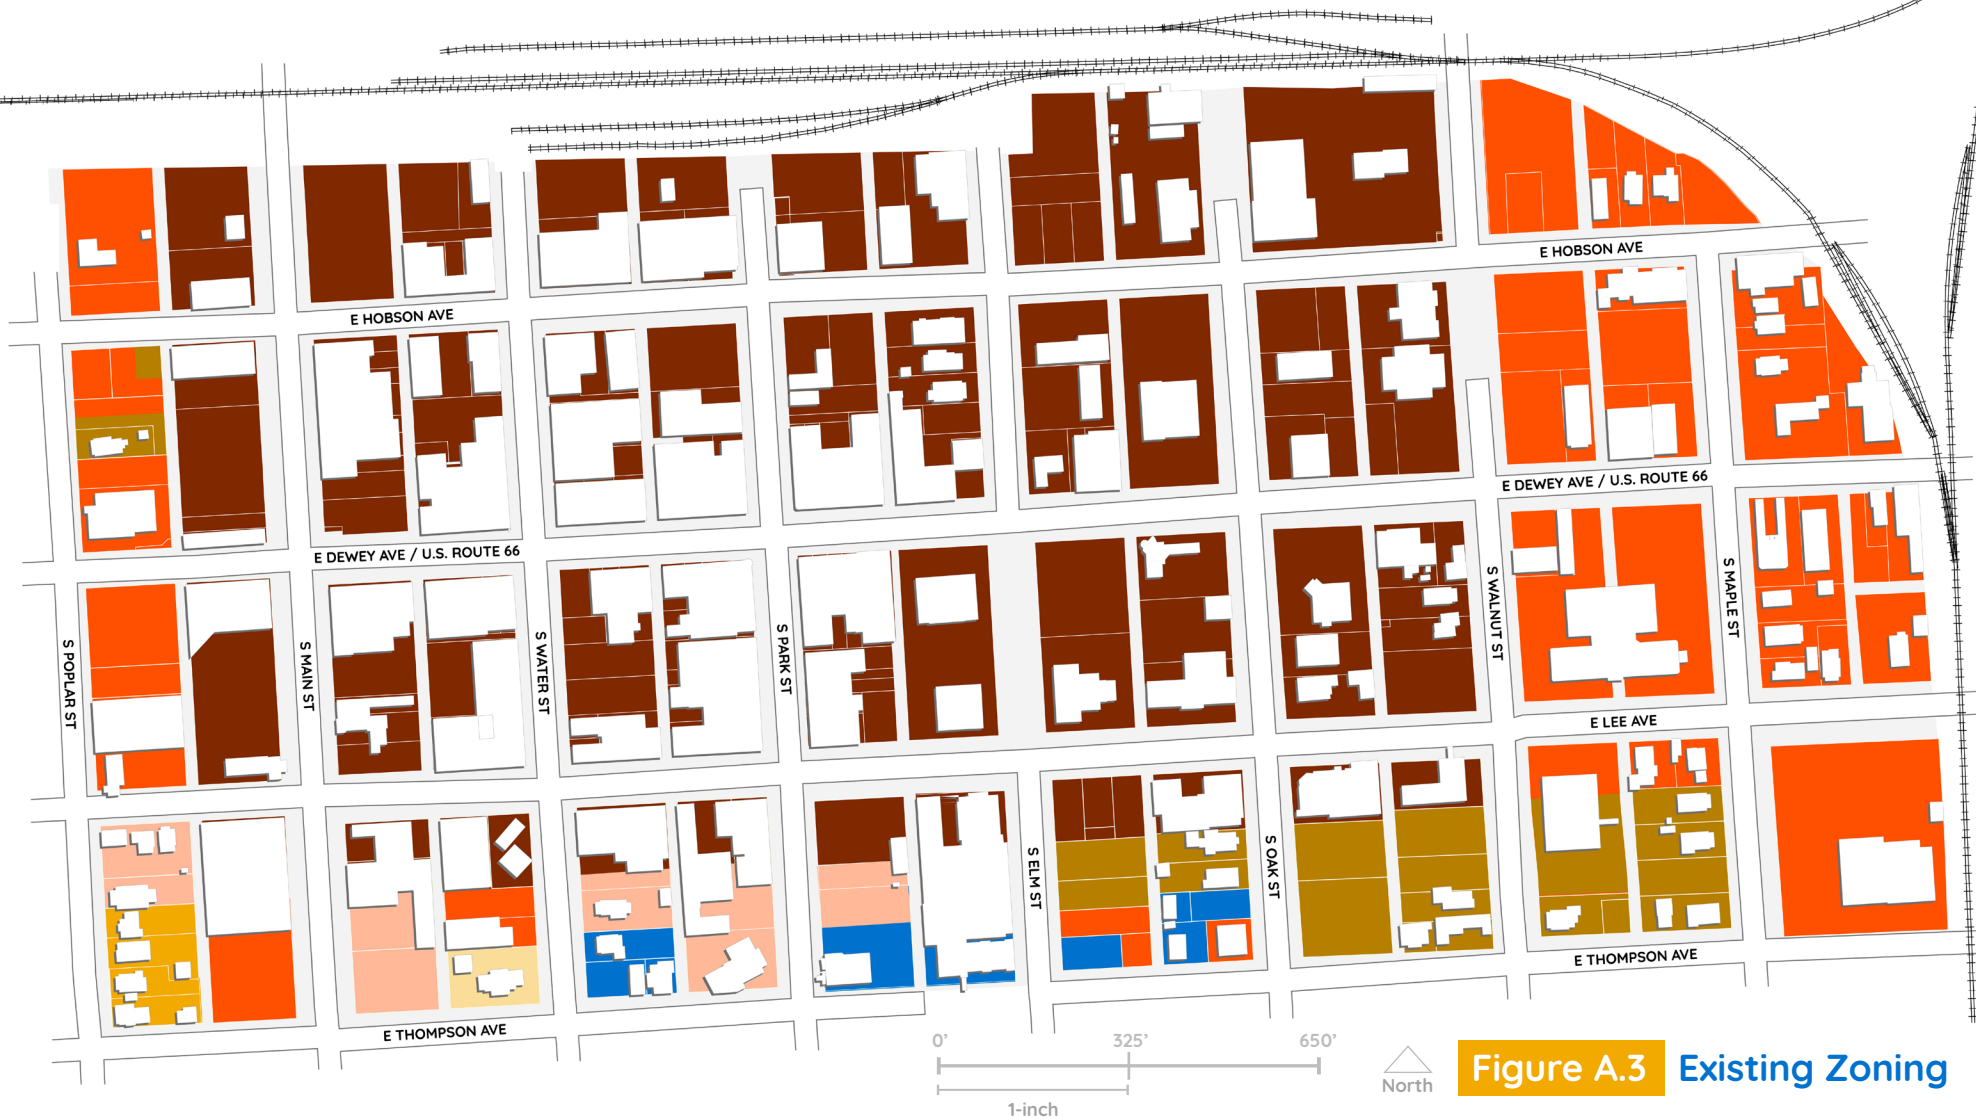 E HOBSON AVE
E HOBSON AVE
E DEWEY AVE / U.S. ROUTE 66
E DEWEY AVE / U.S. ROUTE 66
S POPLAR ST
S MAIN ST
S WATER ST
S PARK ST
S WALNUT ST
S MAPLE ST
E LEE AVE
S ELM ST
S OAK ST
E THOMPSON AVE
E THOMPSON AVE
0’ 325’ 650’
1-inch
North
Figure A.3 Existing Zoning